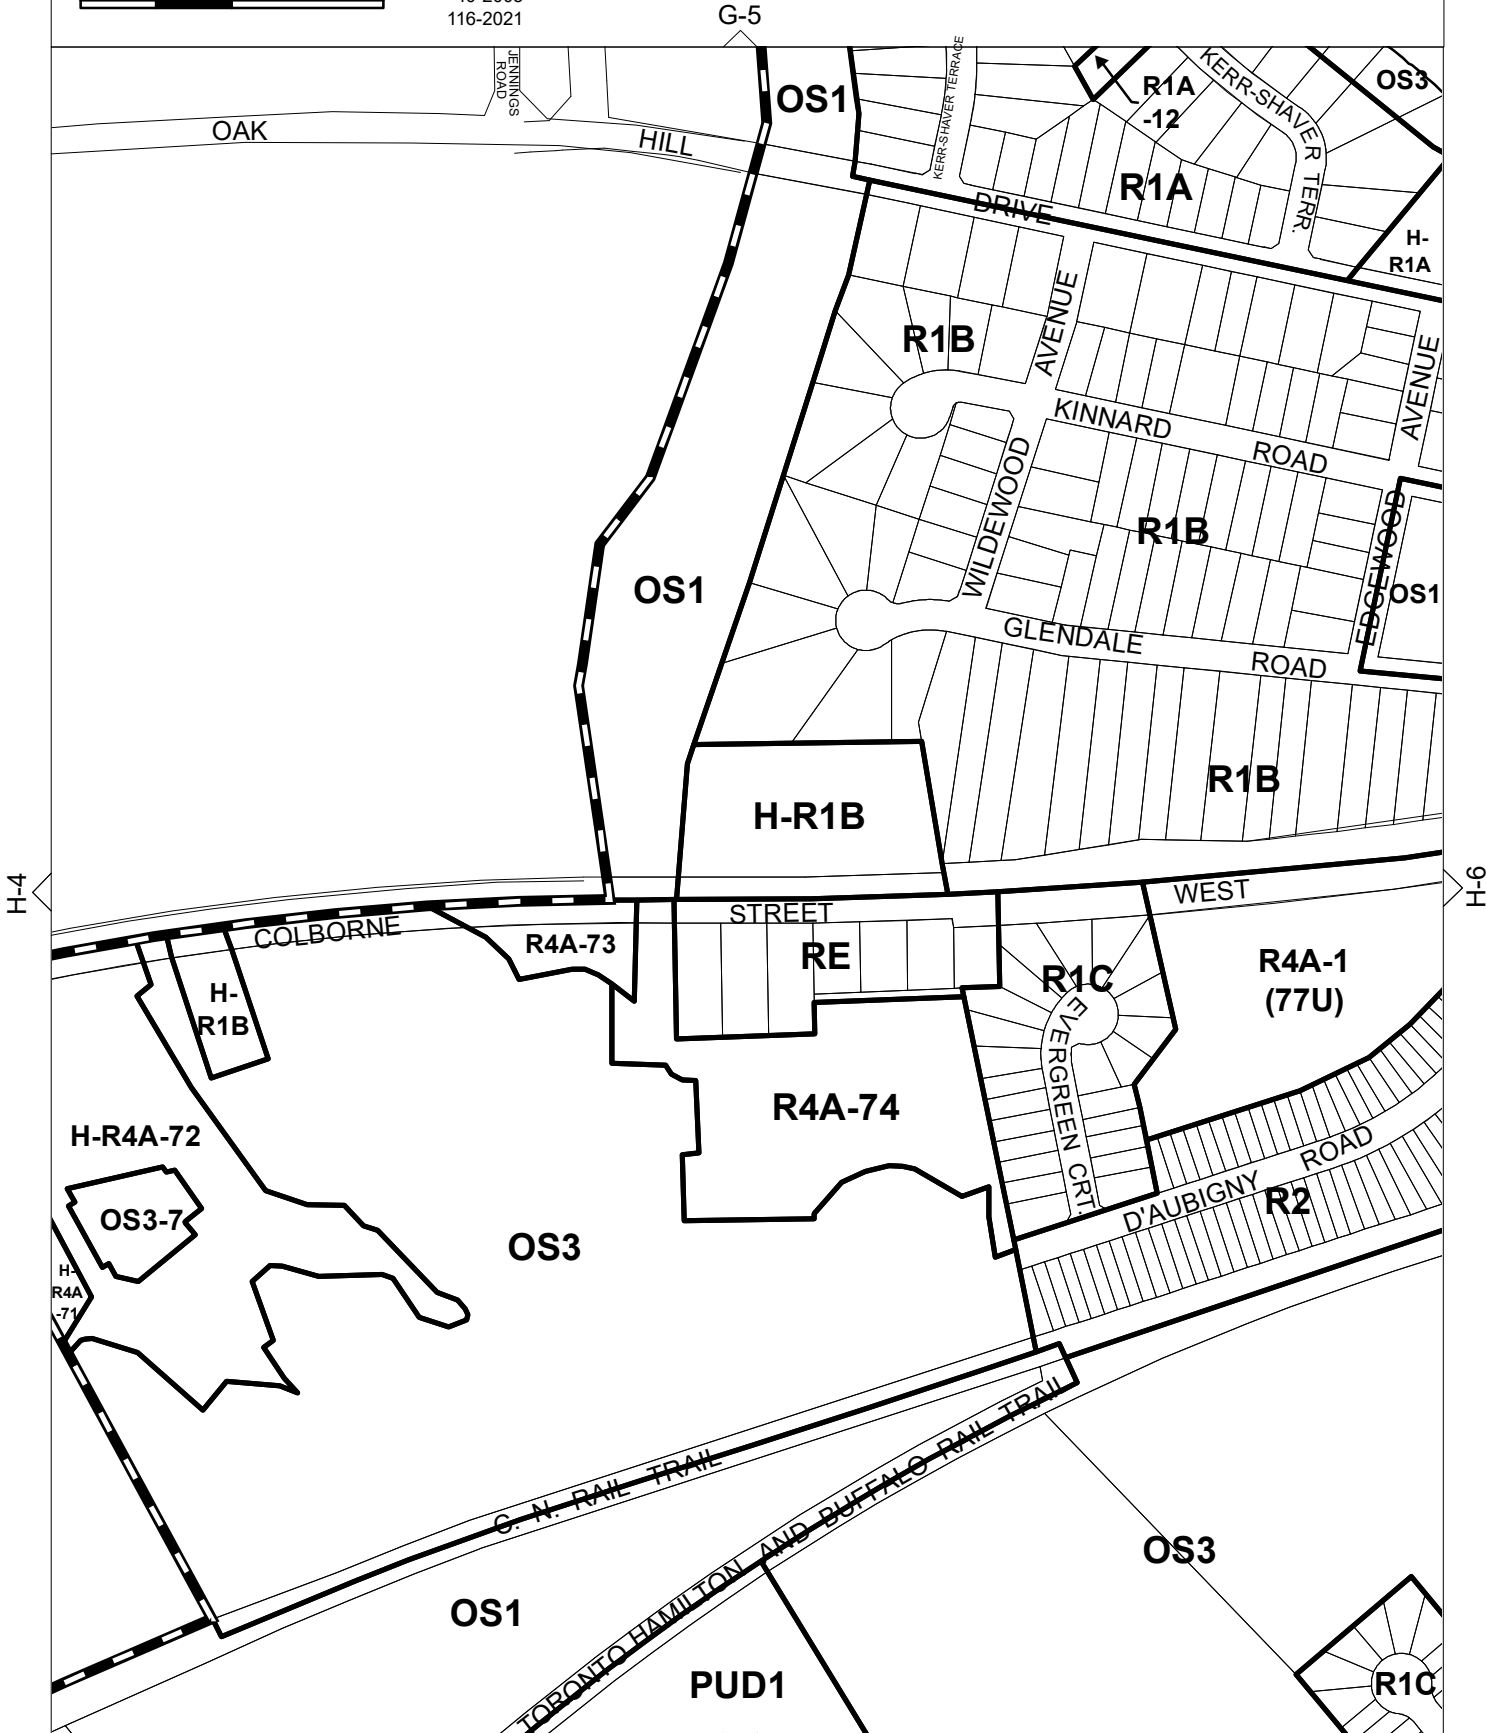 116-2021
G-5
JENNINGS
ROAD
OAK
HILL
DRIVE
OS1
KERR-SHAVER TERRACE
R1A
-12
KERR-SHAVER TERR.
OS3
R1A
H-
R1A
R1B
AVENUE
AVENUE
KINNARD
ROAD
WILDEWOOD
R1B
EDGEWOOD
OS1
OS1
GLENDALE
ROAD
R1B
H-R1B
H-4
H-6
COLBORNE
STREET
WEST
R4A-73
RE
R1C
R4A-1
(77U)
H-
R1B
EVERGREEN CRT.
R4A-74
H-R4A-72
OS3-7
D'AUBIGNY
ROAD
R2
OS3
H-
R4A
-71
C. N. RAIL TRAIL
TORONTO HAMILTON AND BUFFALO RAIL TRAIL
OS3
OS1
PUD1
R1C